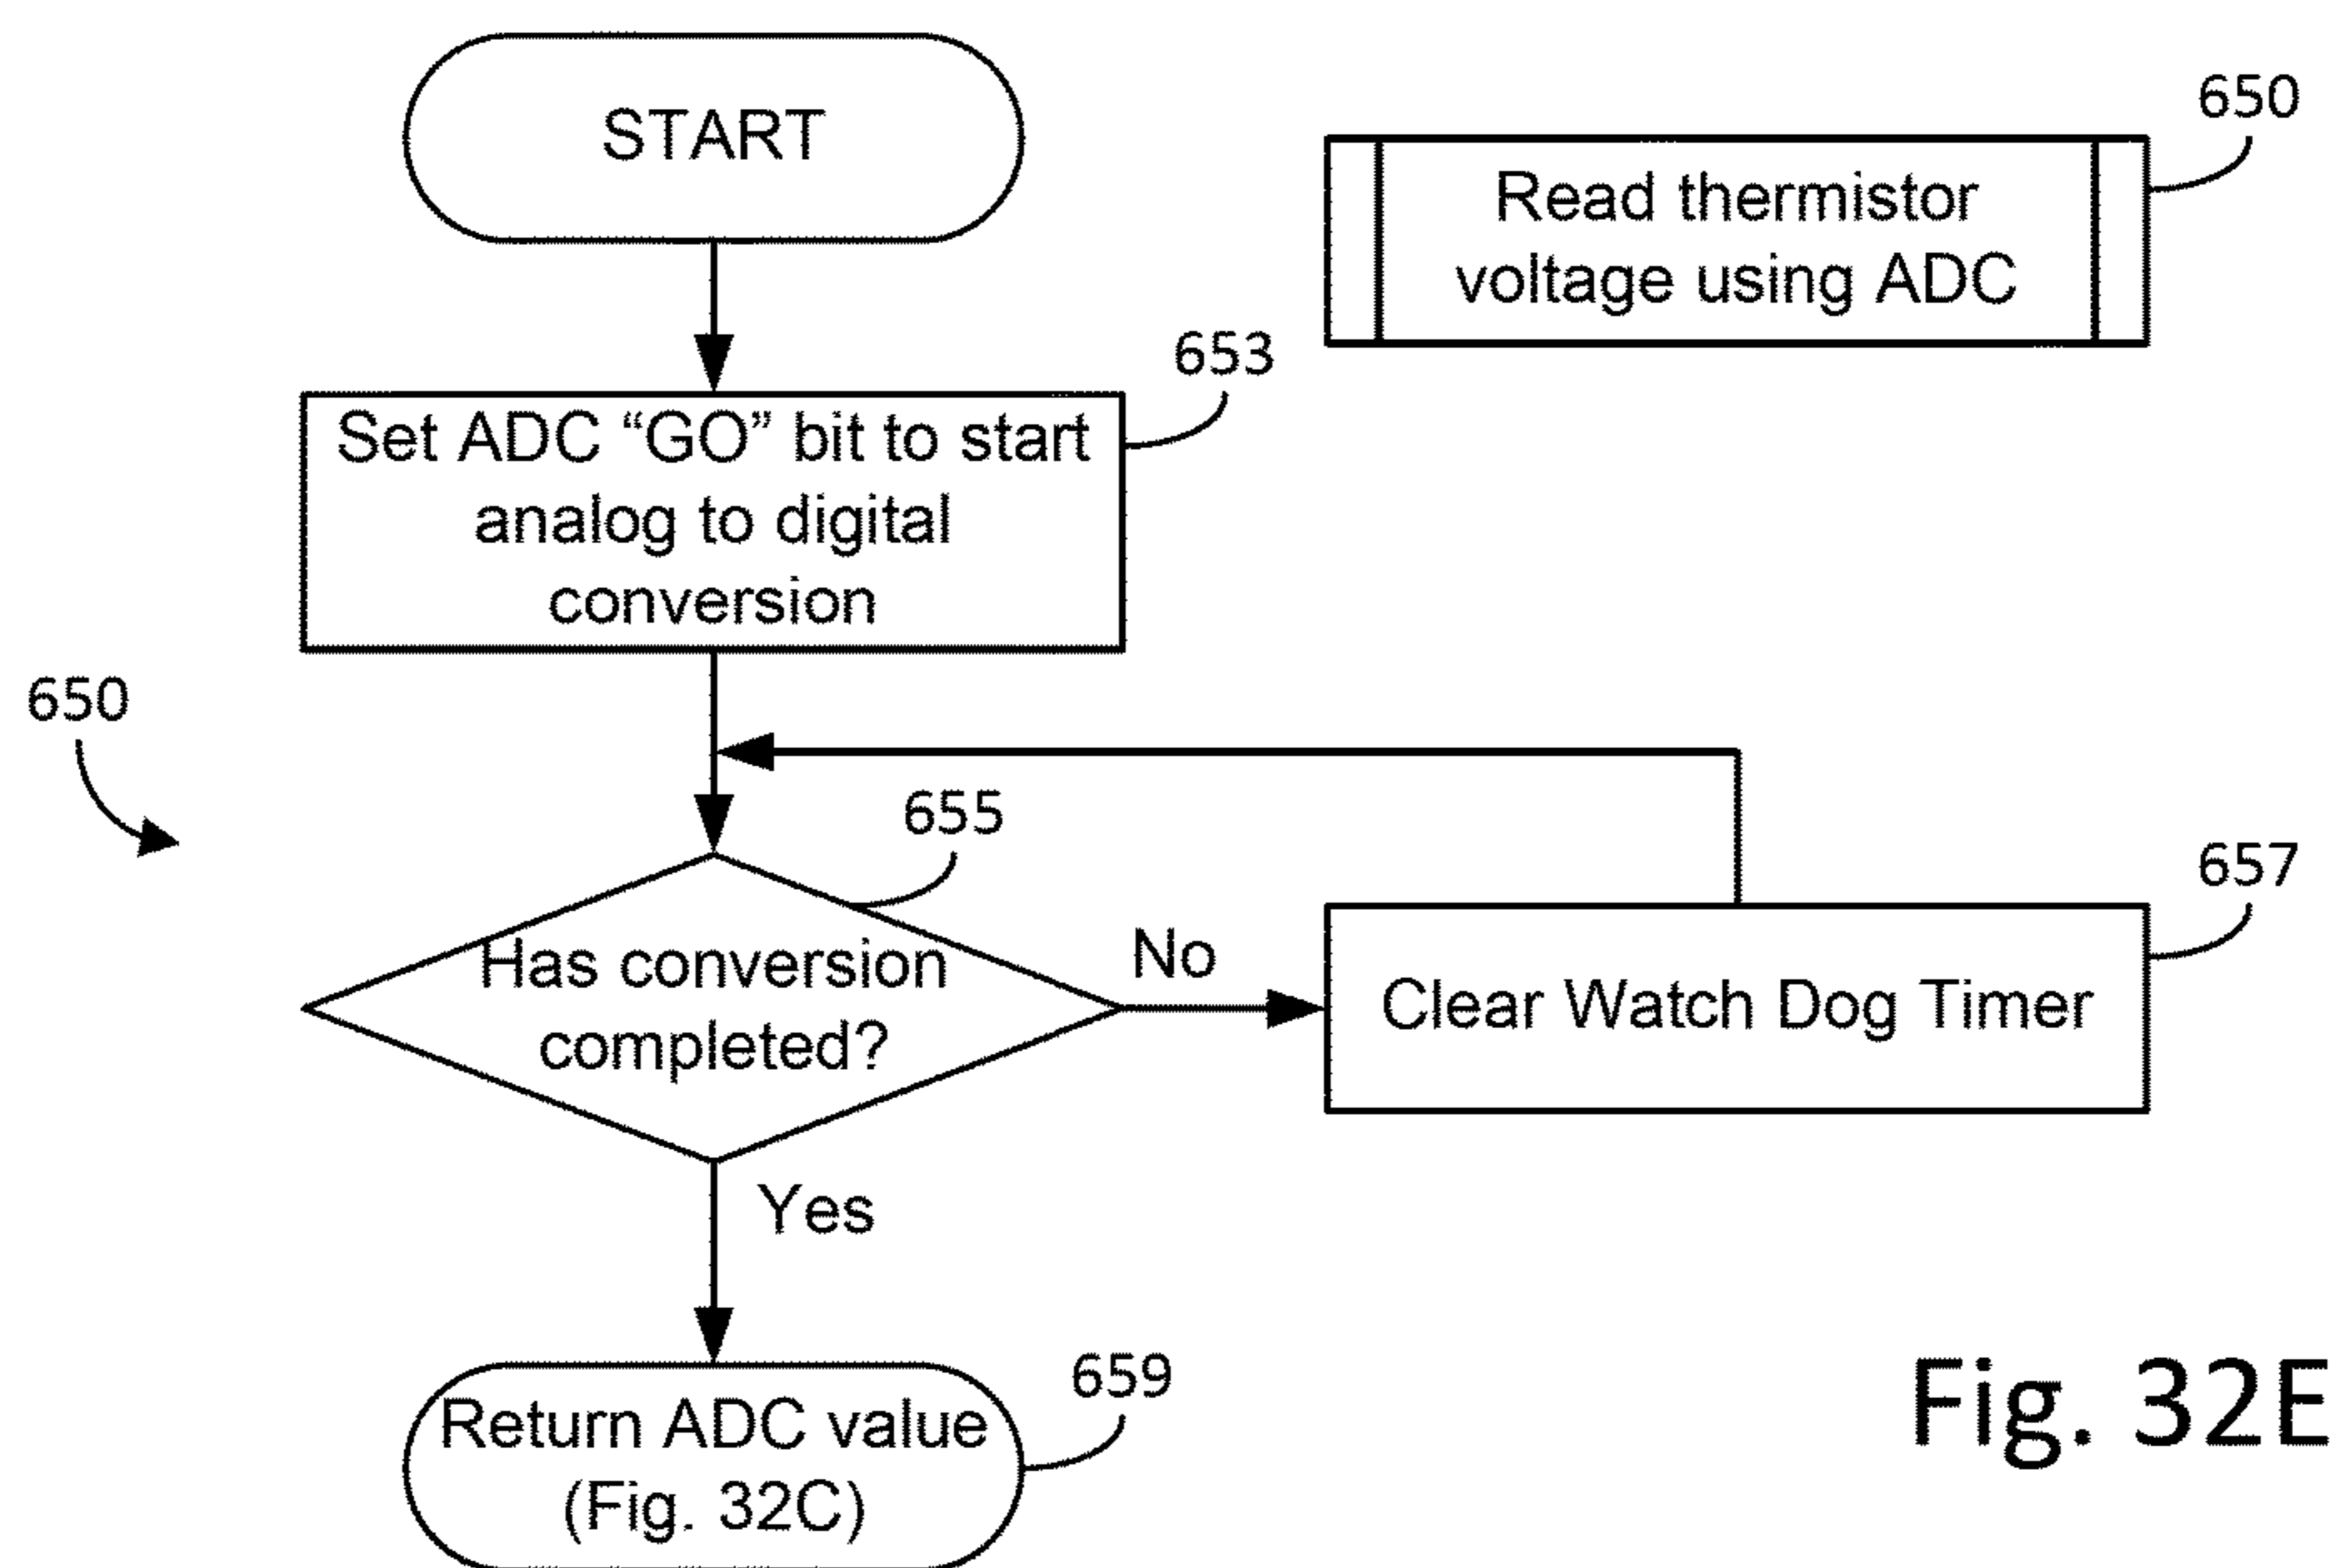 START
650
Read thermistor
voltage using ADC
653
Set ADC “GO” bit to start
analog to digital
conversion
650
655
Has conversion
completed?
No
657
Clear Watch Dog Timer
Yes
659
Return ADC value
(Fig. 32C)
Fig. 32E